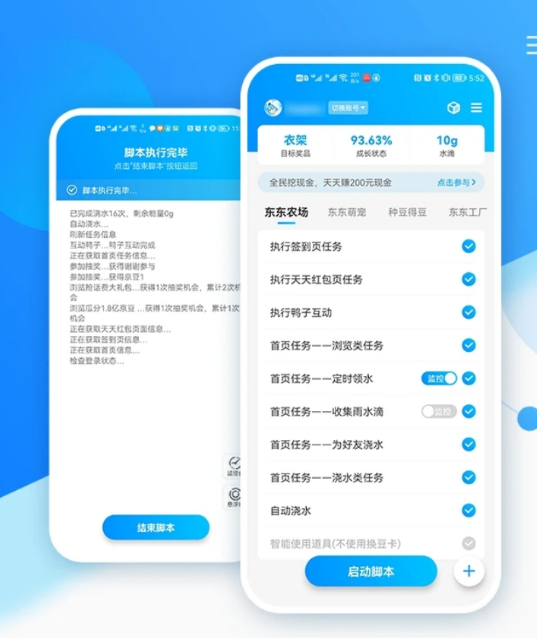 脚本执行完毕
点击"结束脚本"按钮返回
脚本执行完毕...
已完成浇水16次，剩余能量0g
自动浇水...
刷新任务信息
互动鸭子...鸭子互动完成
正在获取首页任务信息...
参加抽奖...获得谢谢参与
参加抽奖...获得京豆1
浏览抢话费大礼包...获得1次抽奖机会，累计2次机
会
浏览瓜分1.8亿京豆...获得1次抽奖机会，累计1次
机会
正在获取天天红包页面信息...
正在获取签到页信息...
正在获取首页信息...
检查登录状态...
结束脚本
5:52
切换账号
衣架
目标奖品
93.63%
成长状态
10g
水滴
全民挖现金，天天赚200元现金
点击参与>
东东农场
东东萌宠
种豆得豆
东东工厂
执行签到页任务
执行天天红包页任务
执行鸭子互动
首页任务——浏览类任务
首页任务——定时领水
监控
首页任务——收集雨水滴
监控
首页任务——为好友浇水
首页任务——浇水类任务
自动浇水
智能使用道具(不使用换豆卡)
启动脚本